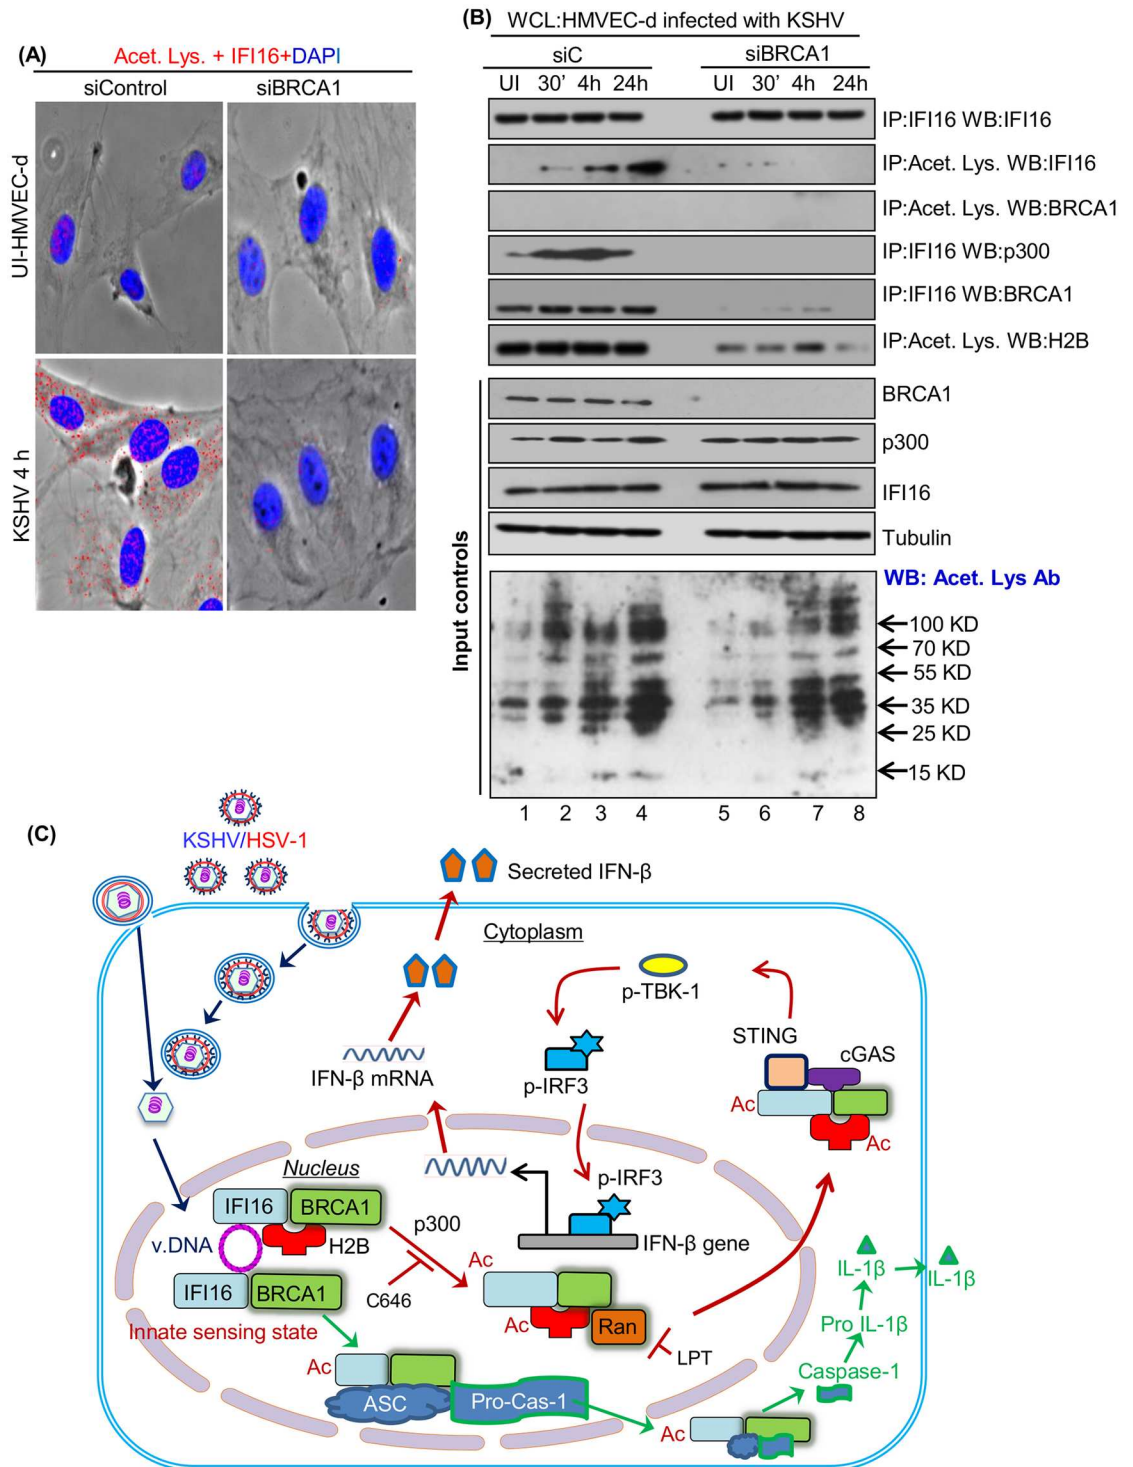 (A)
Acet. Lys. + IFI16+DAPI
siControl
siBRCA1
UI-HMVEC-d
KSHV 4 h
(B)
WCL:HMVEC-d infected with KSHV
siC
siBRCA1
UI 30’ 4h 24h UI 30’ 4h 24h
IP:IFI16 WB:IFI16
IP:Acet. Lys. WB:IFI16
IP:Acet. Lys. WB:BRCA1
IP:IFI16 WB:p300
IP:IFI16 WB:BRCA1
IP:Acet. Lys. WB:H2B
Input controls
BRCA1
p300
IFI16
Tubulin
WB: Acet. Lys Ab
100 KD
70 KD
55 KD
35 KD
25 KD
15 KD
1 2 3 4 5 6 7 8
(C)
KSHV/HSV-1
Secreted IFN-β
Cytoplasm
p-TBK-1
STING
cGAS
IFN-β mRNA
p-IRF3
Ac
Ac
Nucleus
p-IRF3
IFI16
BRCA1
p300
v.DNA
H2B
IFN-β gene
Ac
IL-1β
IL-1β
IFI16
BRCA1
C646
Innate sensing state
Ac
Ran
Pro IL-1β
LPT
Ac
Caspase-1
ASC
Pro-Cas-1
Ac